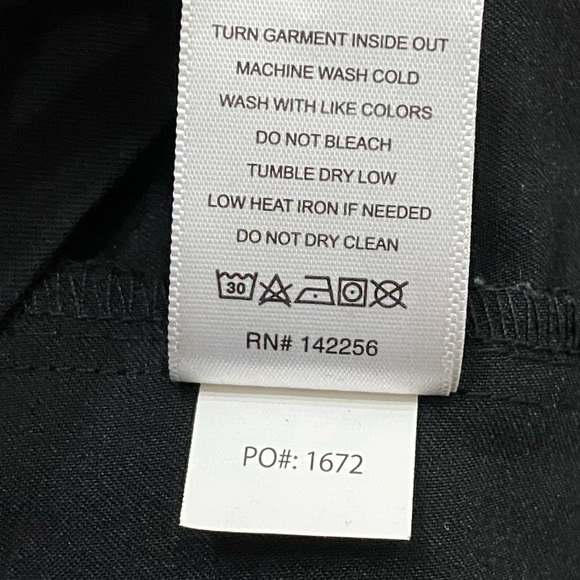 TURN GARMENT INSIDE OUT
MACHINE WASH COLD
WASH WITH LIKE COLORS
DO NOT BLEACH
TUMBLE DRY LOW
LOW HEAT IRON IF NEEDED
DO NOT DRY CLEAN
30
RN# 142256
PO#: 1672